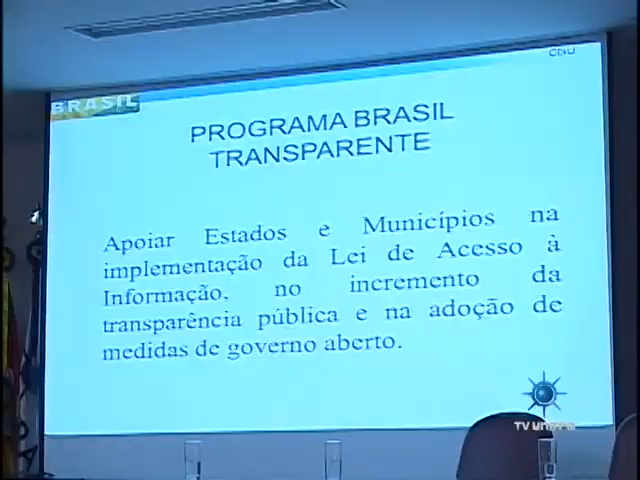 CGU
BRASIL
PROGRAMA BRASIL
TRANSPARENTE
Apoiar Estados e Municípios na
implementação da Lei de Acesso à
Informação, no incremento da
transparência pública e na adoção de
medidas de governo aberto.
TV